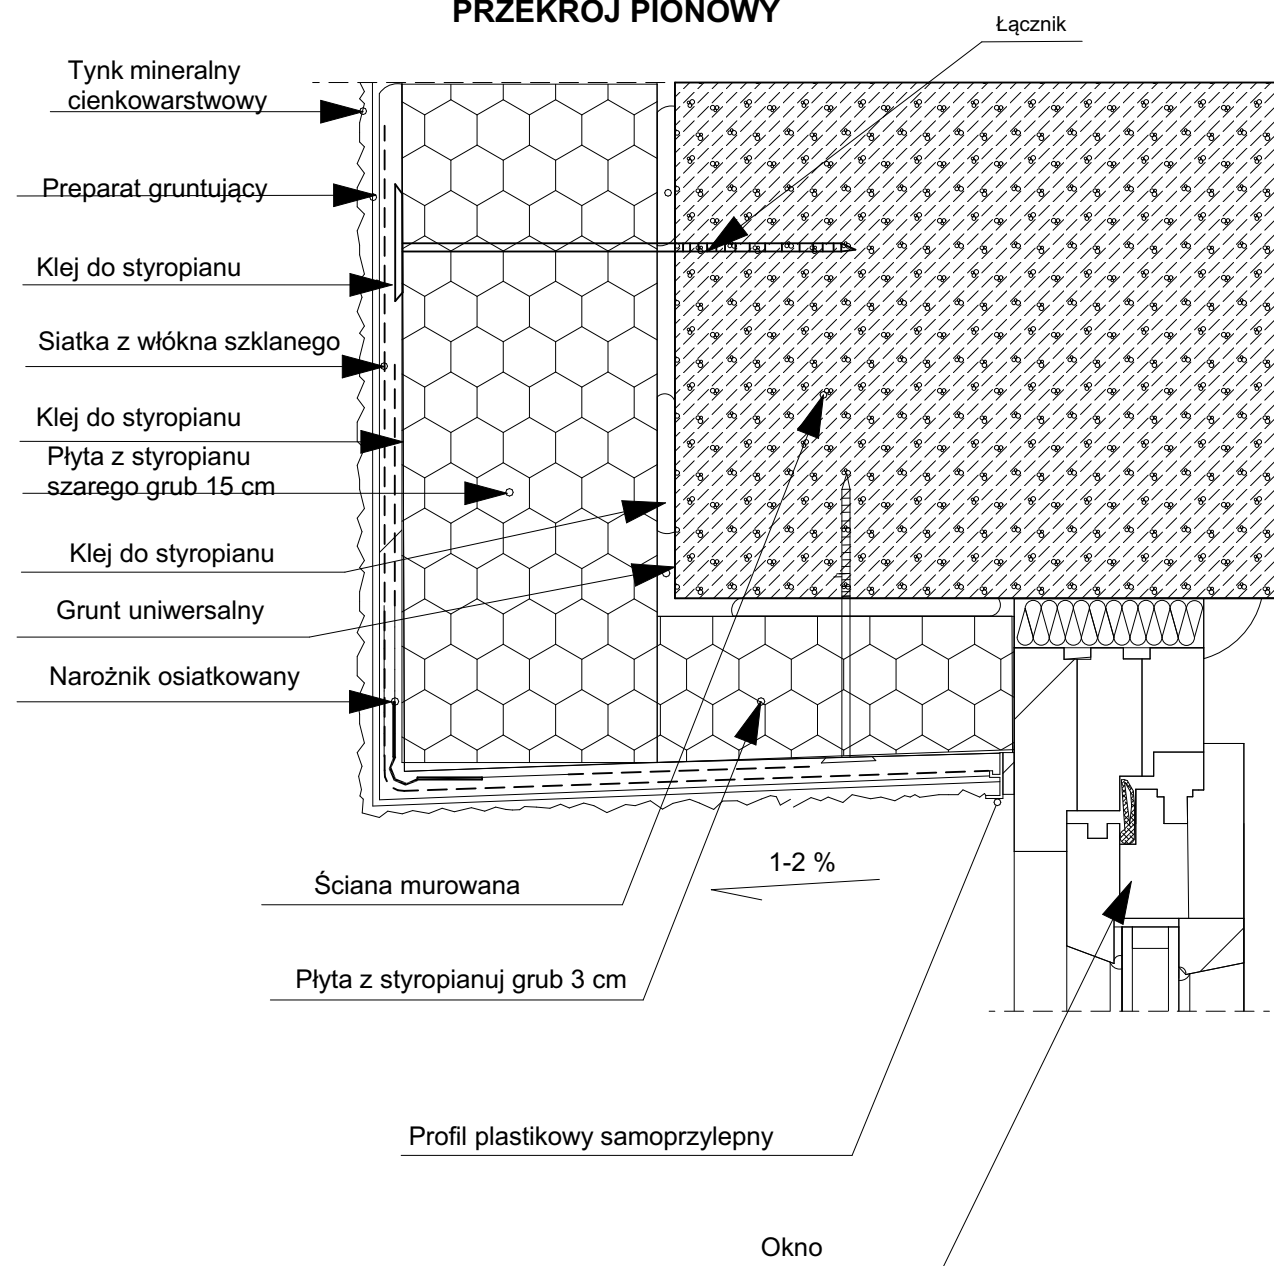 PRZEKRÓJ PIONOWY
Łącznik
Tynk mineralny
cienkowarstwowy
Preparat gruntujący
Klej do styropianu
Siatka z włókna szklanego
Klej do styropianu
Płyta z styropianu
szarego grub 15 cm
Klej do styropianu
Grunt uniwersalny
Narożnik osiatkowany
1-2 %
Ściana murowana
Płyta z styropianuj grub 3 cm
Profil plastikowy samoprzylepny
Okno